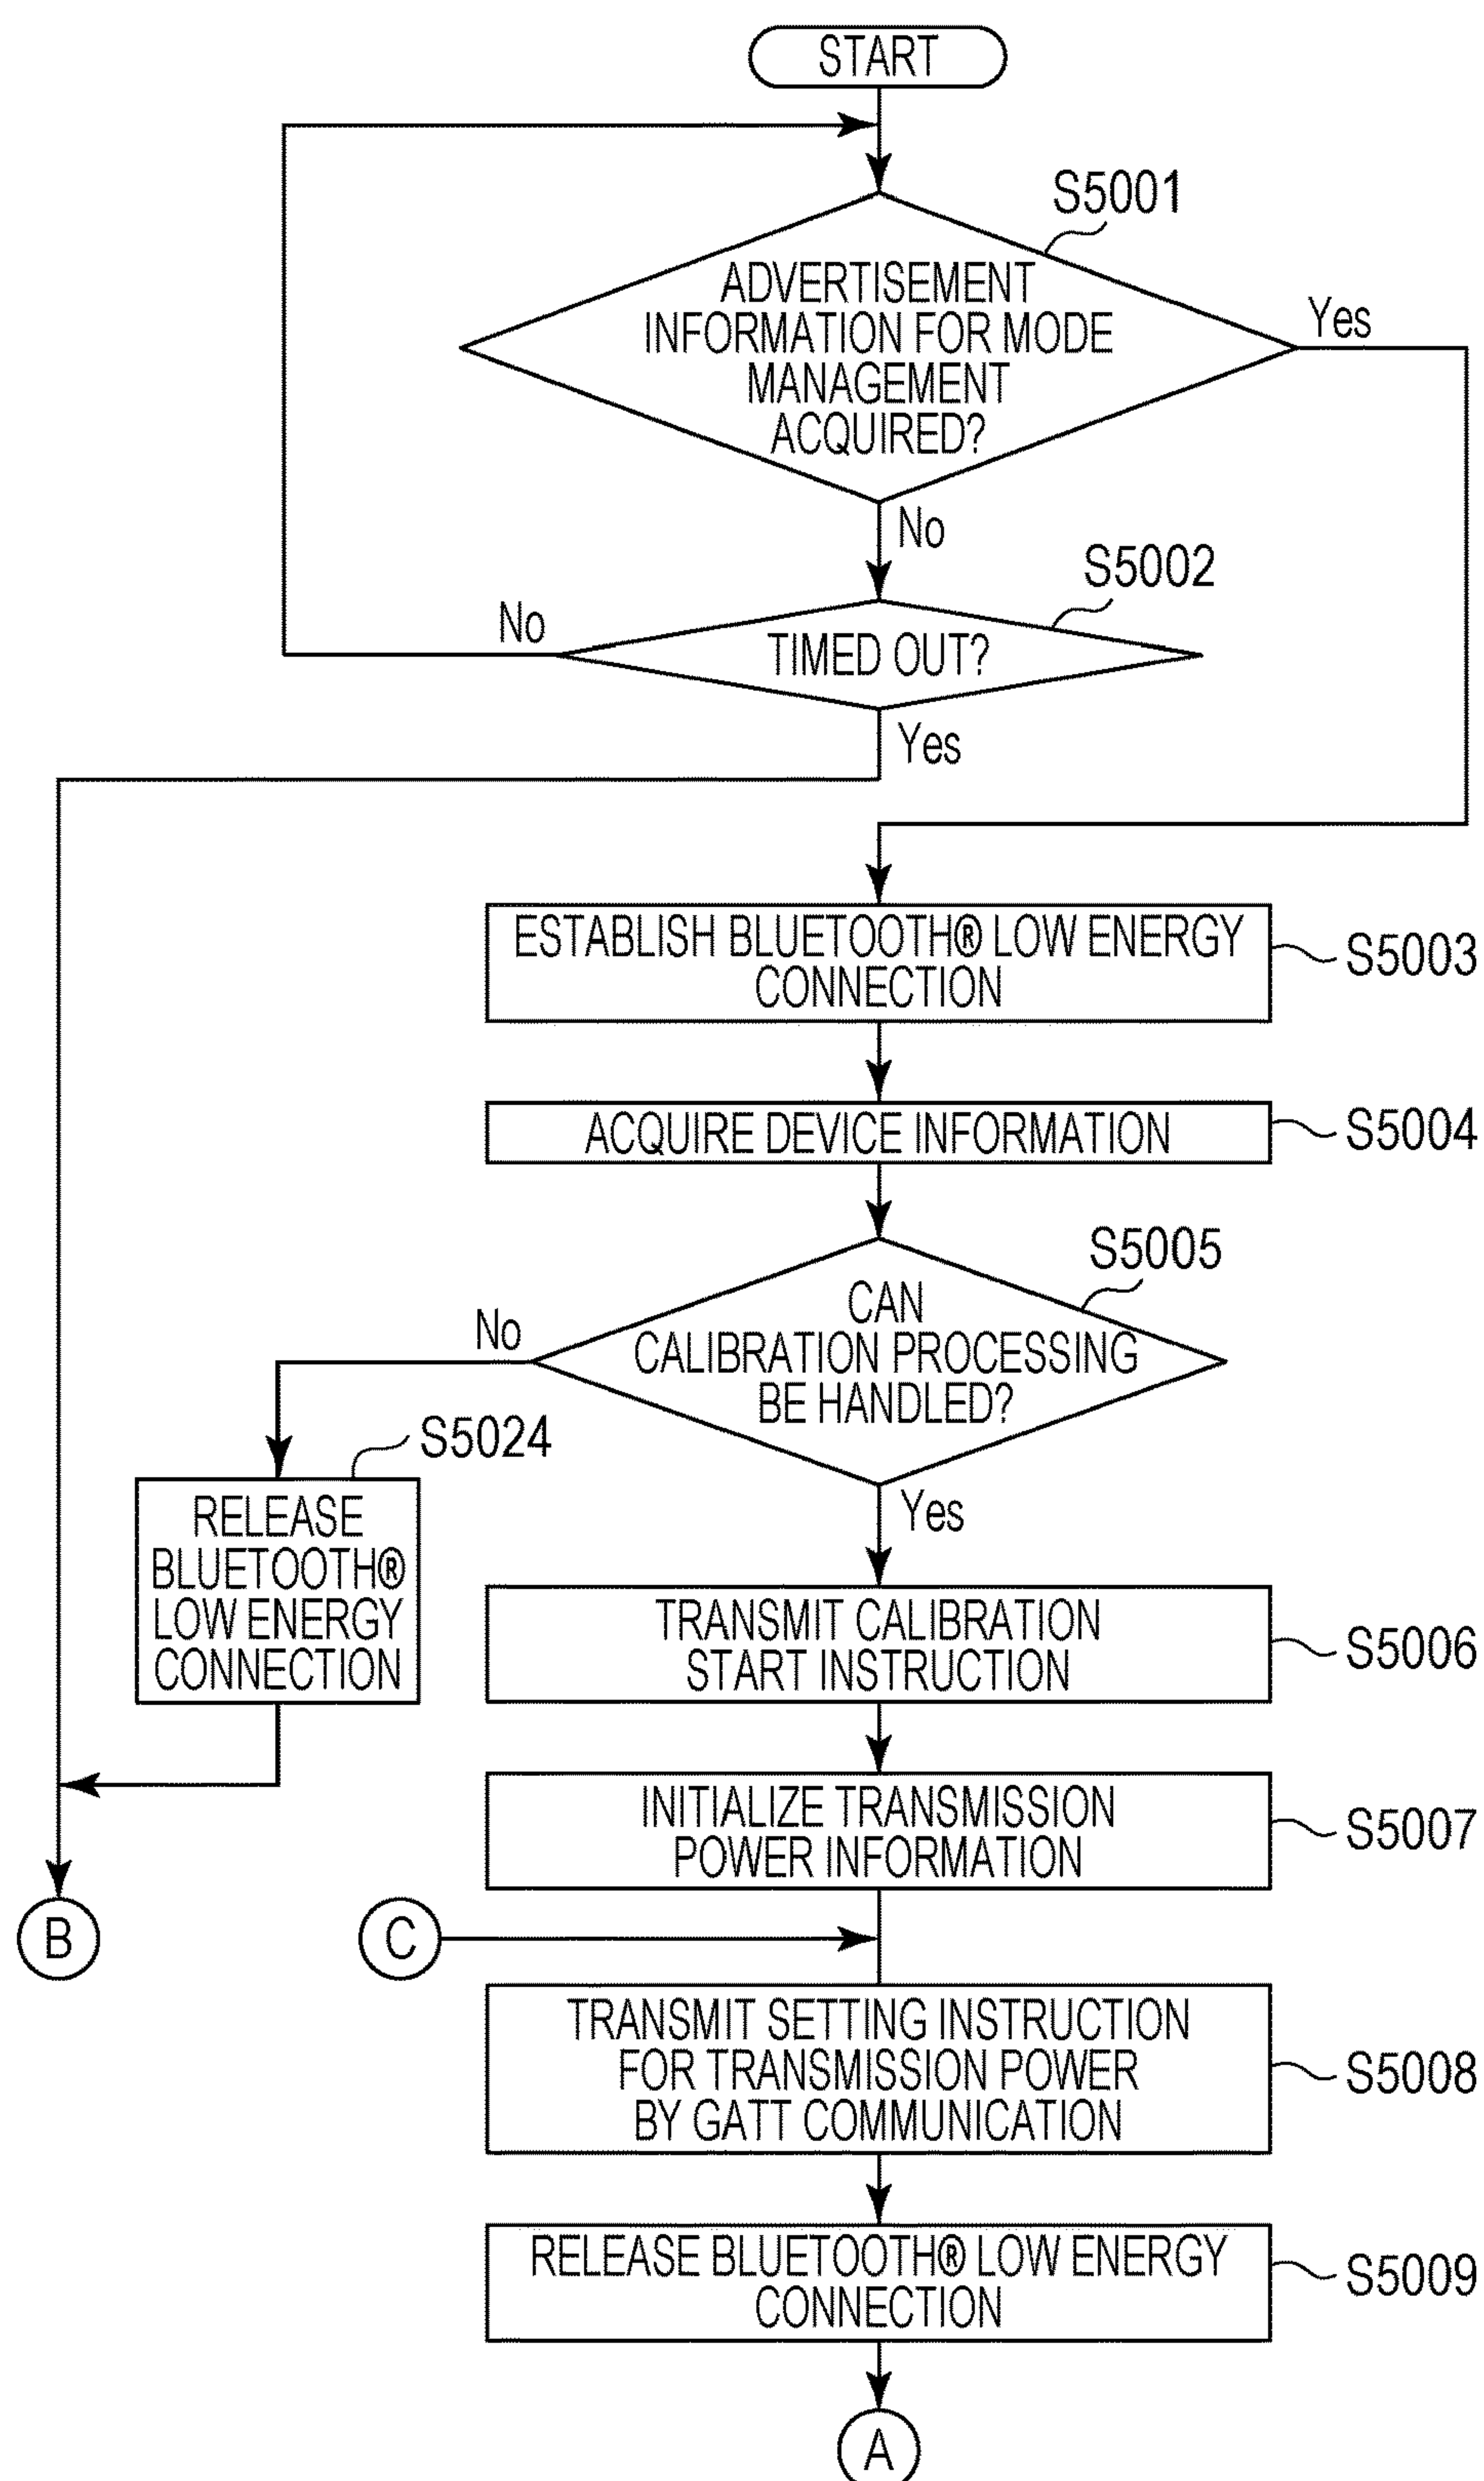 START
S5001
ADVERTISEMENT
INFORMATION FOR MODE
MANAGEMENT
ACQUIRED?
Yes
No
S5002
No
TIMED OUT?
Yes
ESTABLISH BLUETOOTH® LOW ENERGY
CONNECTION
S5003
ACQUIRE DEVICE INFORMATION
S5004
S5005
CAN
CALIBRATION PROCESSING
BE HANDLED?
No
Yes
S5024
RELEASE
BLUETOOTH®
LOW ENERGY
CONNECTION
TRANSMIT CALIBRATION
START INSTRUCTION
S5006
INITIALIZE TRANSMISSION
POWER INFORMATION
S5007
B
C
TRANSMIT SETTING INSTRUCTION
FOR TRANSMISSION POWER
BY GATT COMMUNICATION
S5008
RELEASE BLUETOOTH® LOW ENERGY
CONNECTION
S5009
A